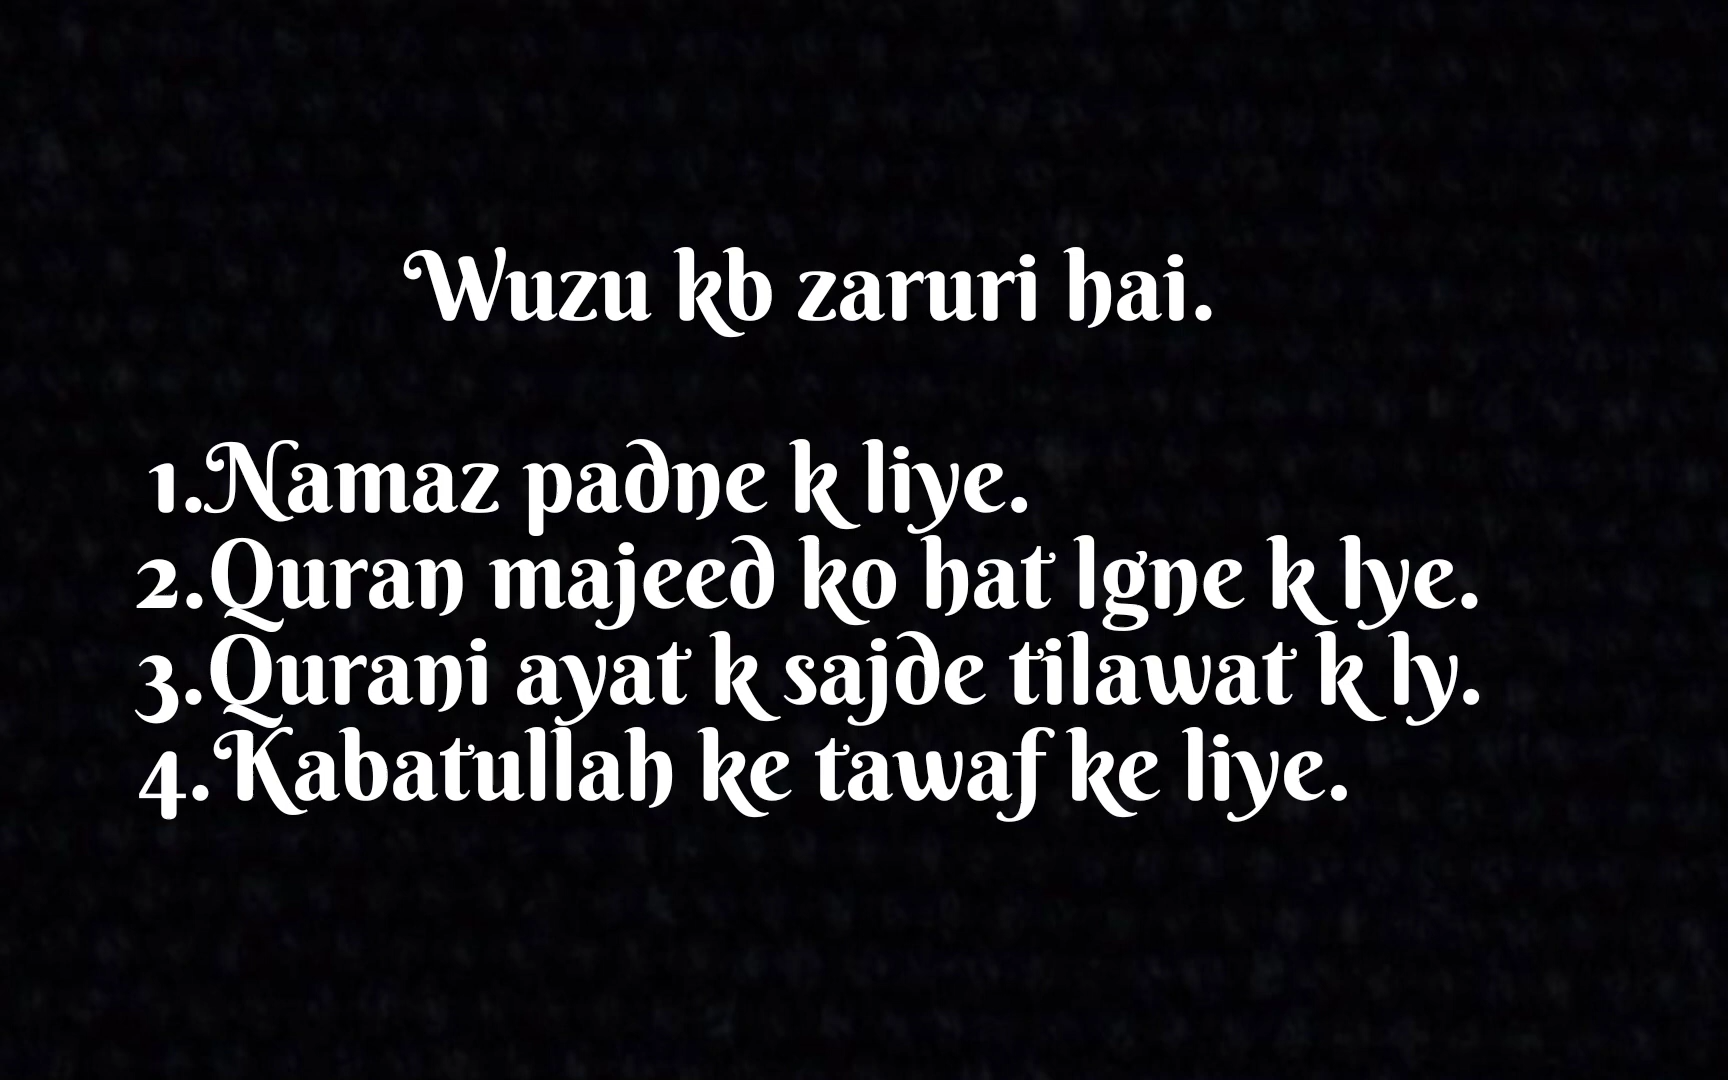 Wuzu kb zaruri hai.
1.Namaz padne k liye.
2.Quran majeed ko hat lgne k lye.
3.Qurani ayat k sajde tilawat k ly.
4.Kabatullah ke tawaf ke liye.